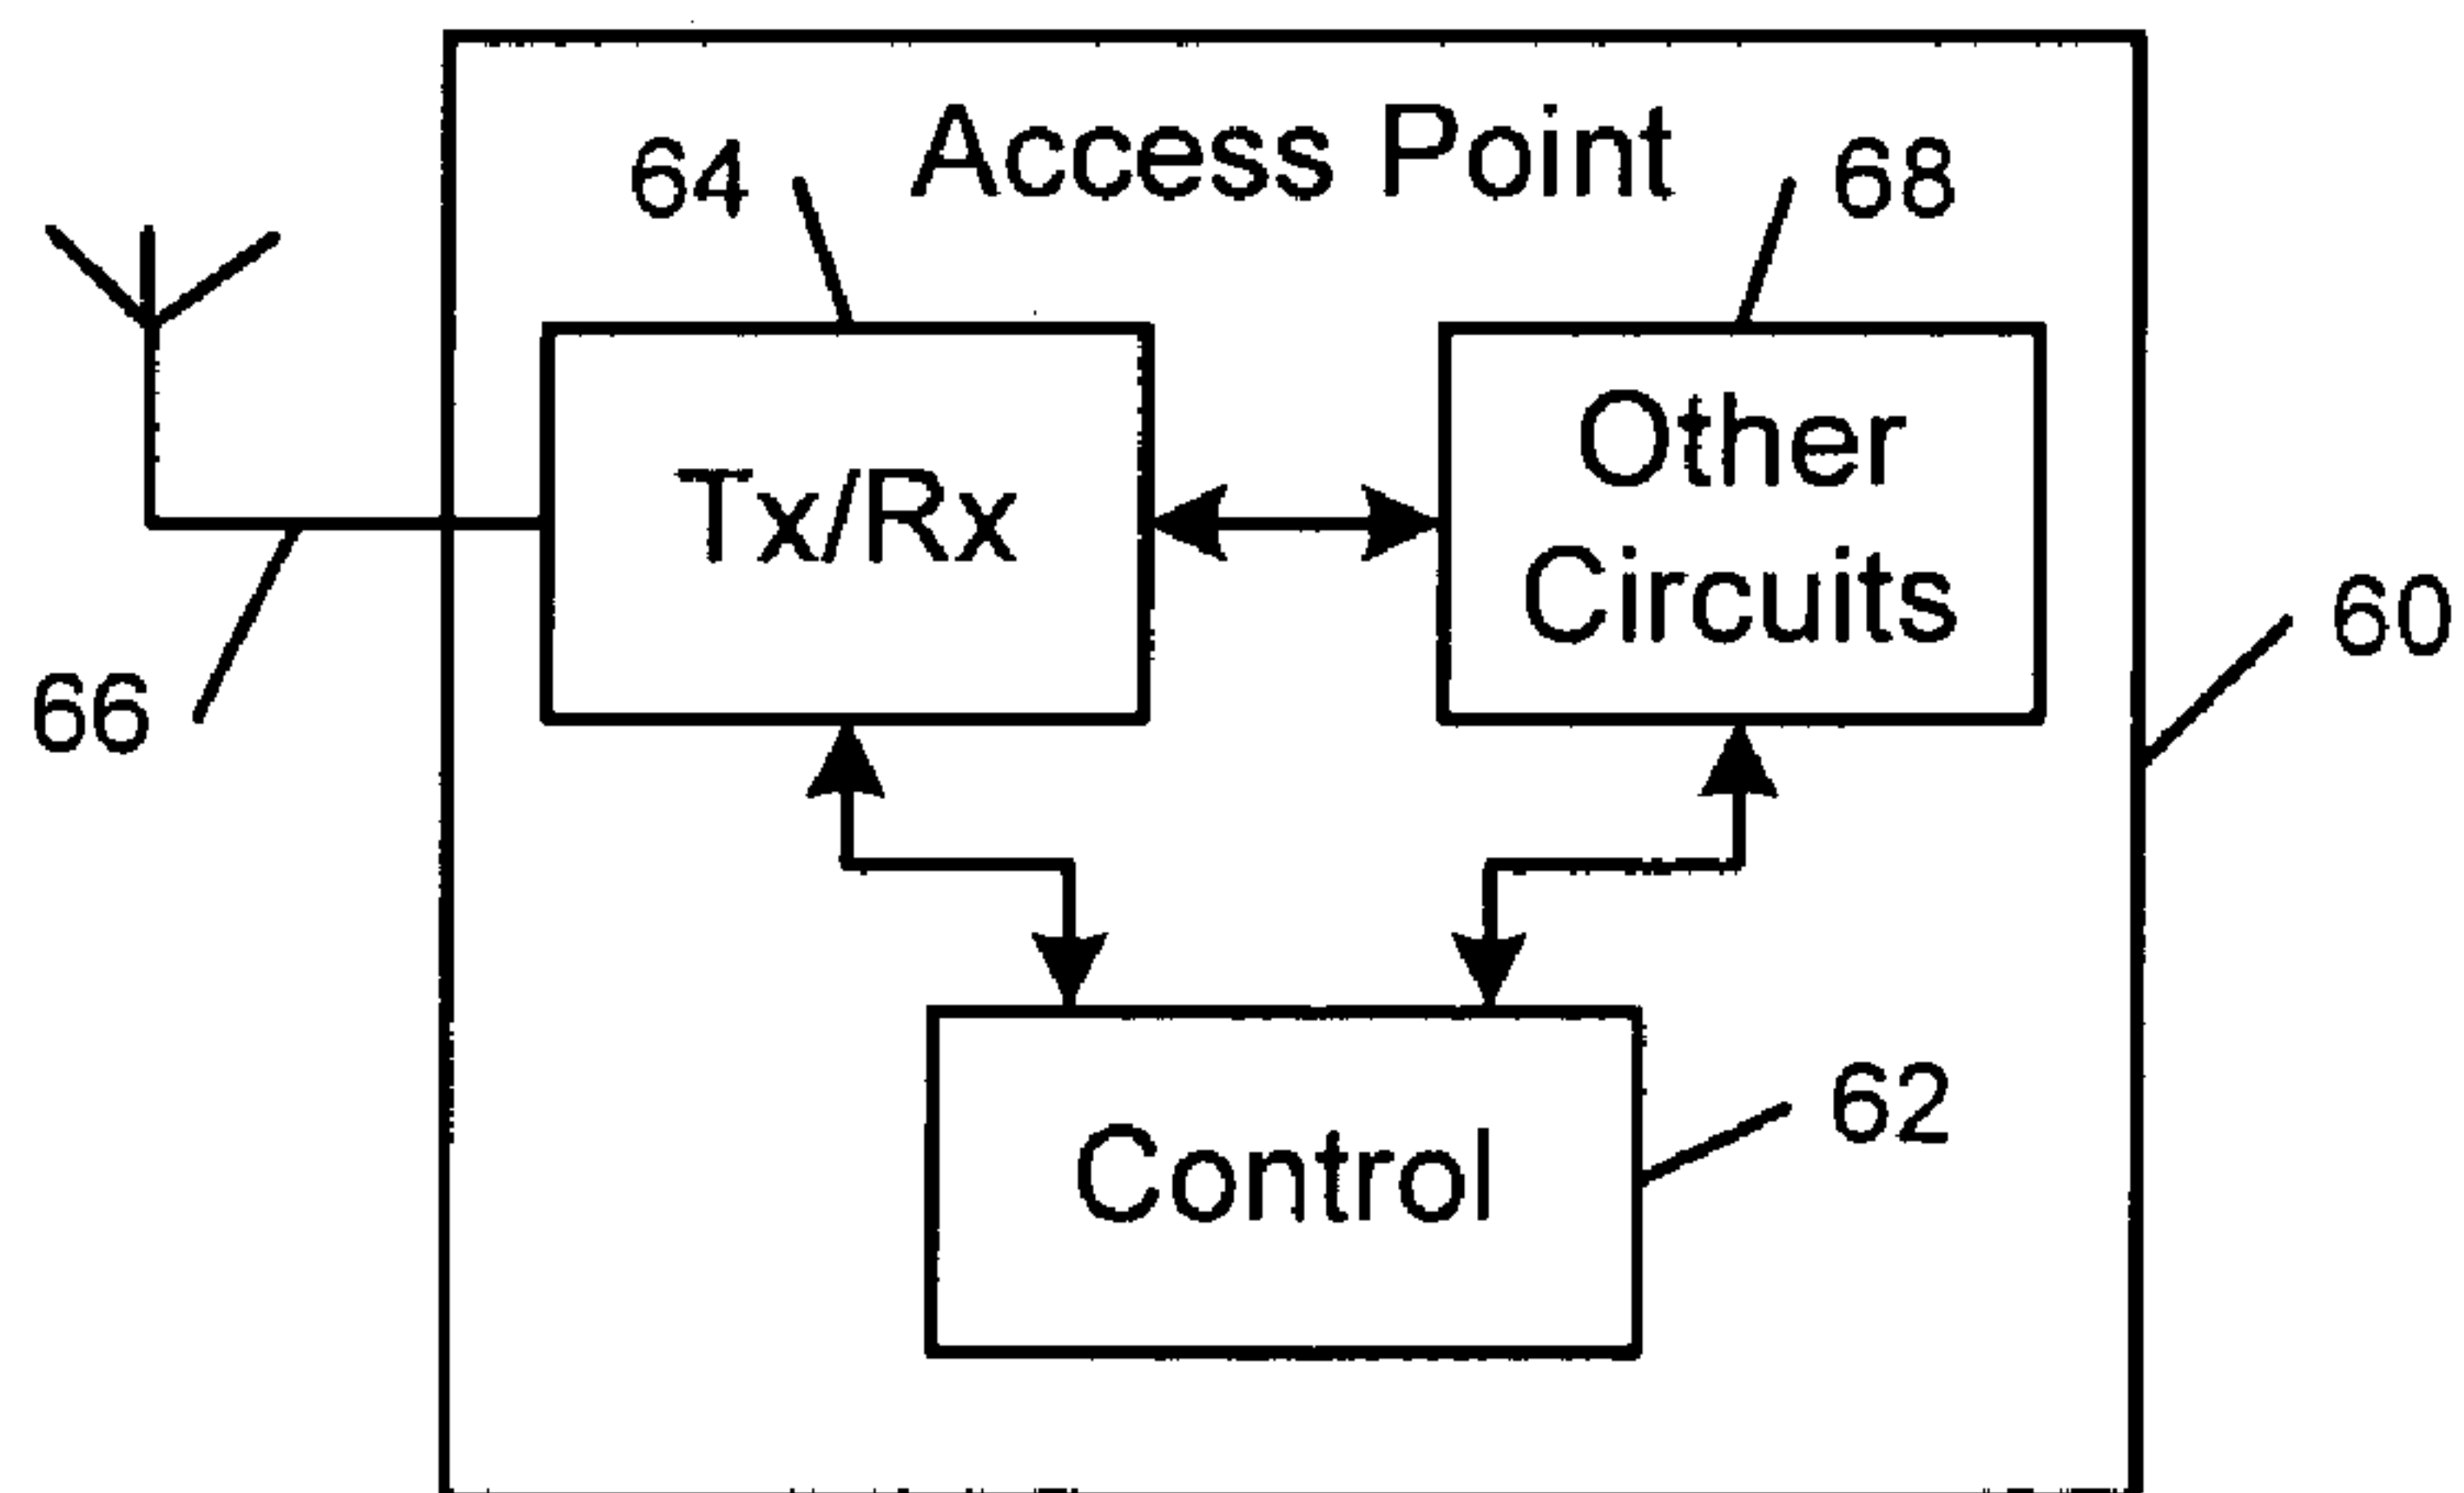 Access Point
64
68
Tx/Rx
Other
Circuits
66
60
Control
62